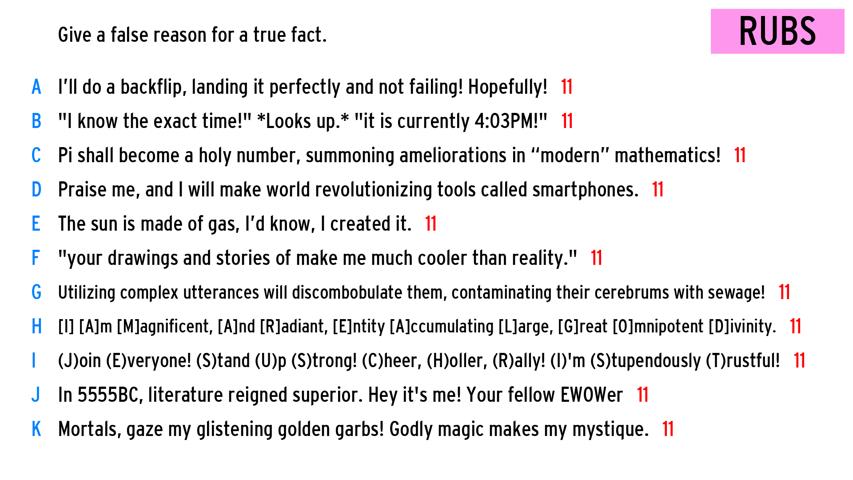 Give a false reason for a true fact.
RUBS
A I'll do a backflip, landing it perfectly and not failing! Hopefully! 11
B "I know the exact time!" *Looks up.* "it is currently 4:03PM!" 11
C Pi shall become a holy number, summoning ameliorations in “modern” mathematics! 11
D Praise me, and I will make world revolutionizing tools called smartphones. 11
E The sun is made of gas, I'd know, I created it. 11
F "your drawings and stories of make me much cooler than reality." 11
G Utilizing complex utterances will discombobulate them, contaminating their cerebrums with sewage! 11
H [I] [A]m [M]agnificent, [A]nd [R]adiant, [E]ntity [A]ccumulating [L]arge, [G]reat [O]mnipotent [D]ivinity. 11
I (J)oin (E)veryone! (S)tand (U)p (S)trong! (C)heer, (H)oller, (R)ally! (I)'m (S)tupendously (T)rustful! 11
J In 5555BC, literature reigned superior. Hey it's me! Your fellow EWOWer 11
K Mortals, gaze my glistening golden garbs! Godly magic makes my mystique. 11